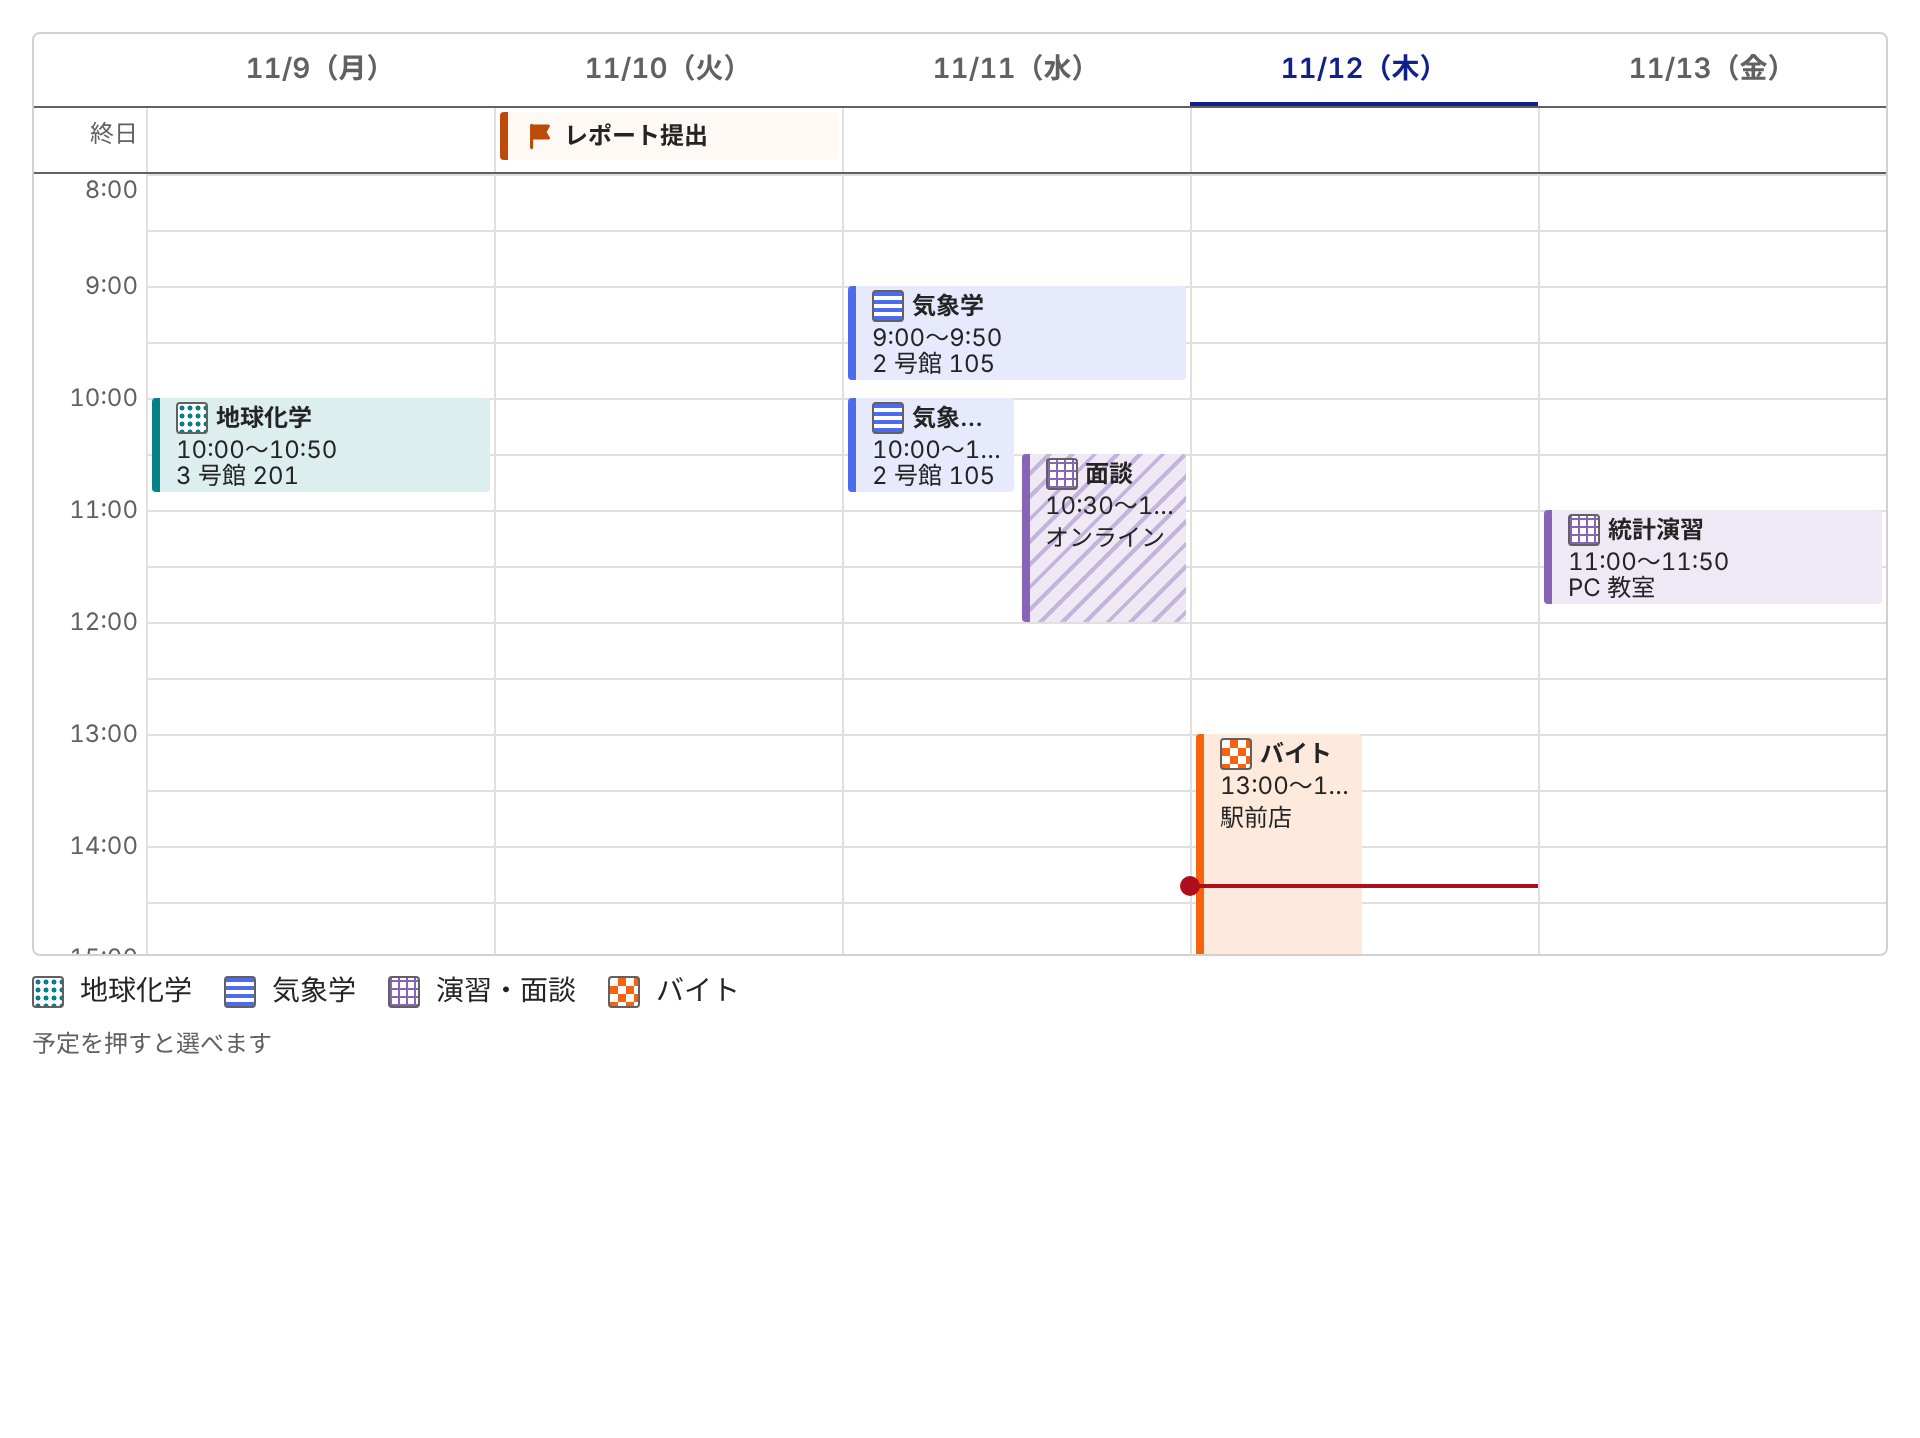 11/9（月）
11/10（火）
11/11（水）
11/12（木）
11/13（金）
終日
レポート提出
8:00
9:00
気象学
9:00〜9:50
2 号館 105
10:00
地球化学
10:00〜10:50
3 号館 201
気象…
10:00〜1…
2 号館 105
面談
10:30〜1…
オンライン
11:00
統計演習
11:00〜11:50
PC 教室
12:00
13:00
バイト
13:00〜1…
駅前店
14:00
地球化学
気象学
演習・面談
バイト
予定を押すと選べます